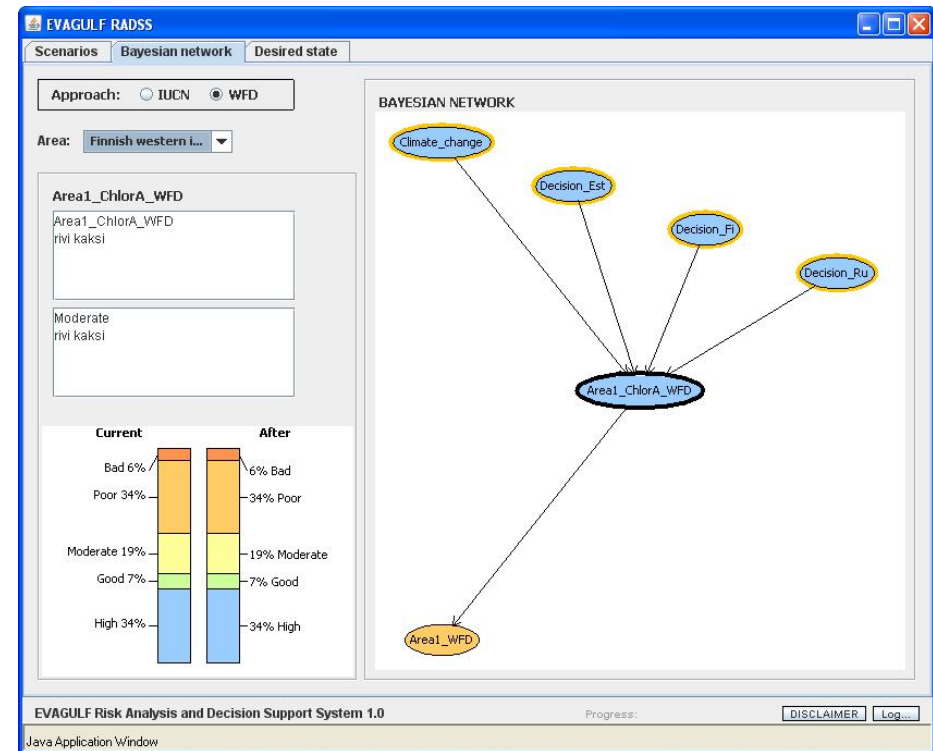 EVAGULF RADSS
Scenarios Bayesian network Desired state
Approach: IUCN WFD
Area: Finnish western i...
Area1_ChlorA_WFD
Area1_ChlorA_WFD
rivi kaksi
Moderate
rivi kaksi
Current After
Bad 6% 6% Bad
Poor 34% 34% Poor
Moderate 19% 19% Moderate
Good 7% 7% Good
High 34% 34% High
BAYESIAN NETWORK
Climate_change
Decision_Est
Decision_Fi
Decision_Ru
Area1_ChlorA_WFD
Area1_WFD
EVAGULF Risk Analysis and Decision Support System 1.0 Progress: DISCLAIMER Log...
Java Application Window